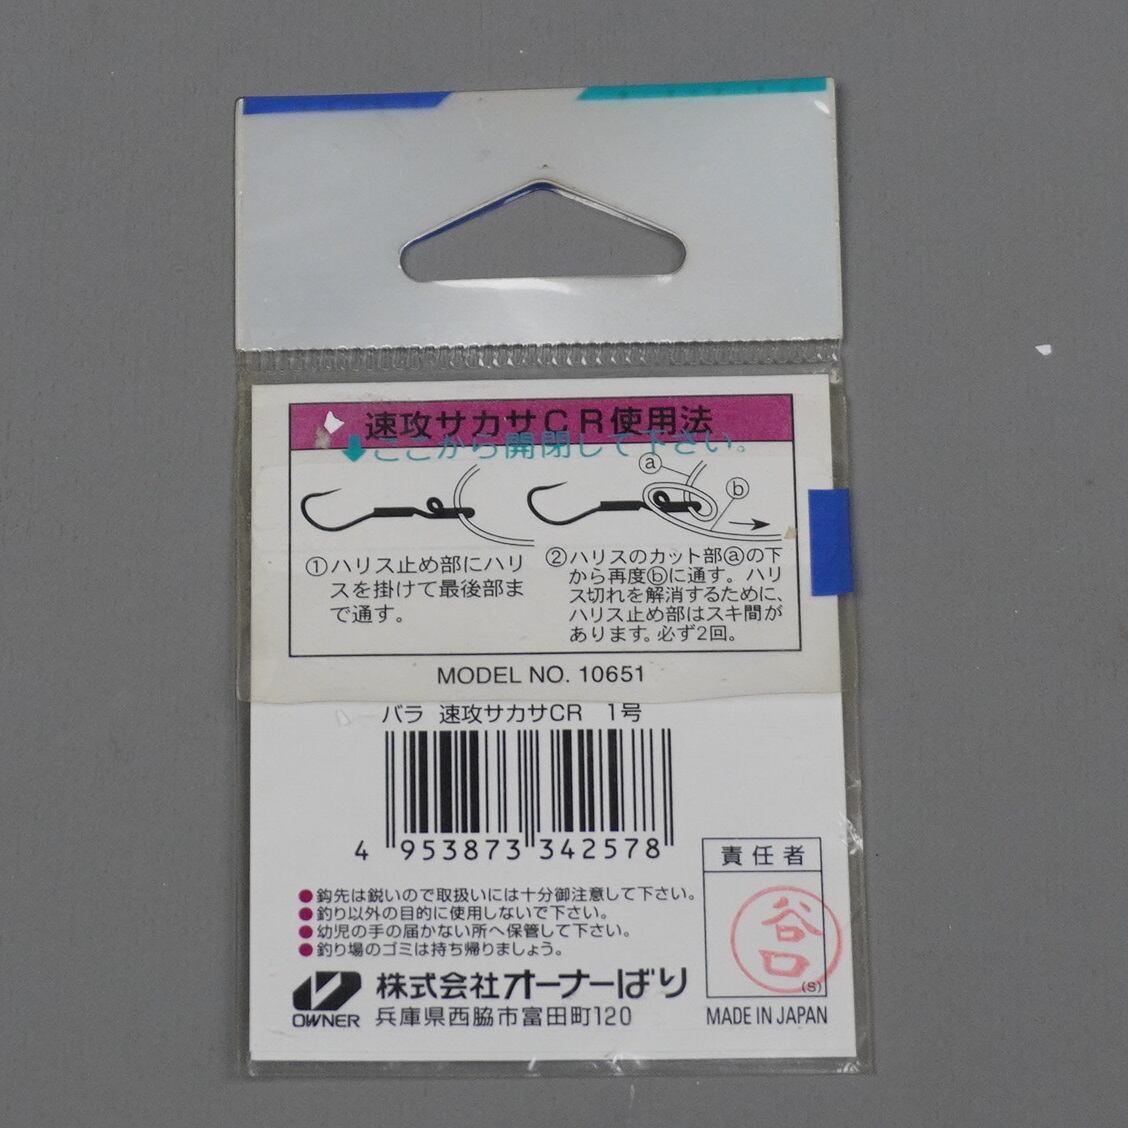 速攻サカサCR使用法
ここから開閉して下さい。
ⓐ
ⓑ
①ハリス止め部にハリ
スを掛けて最後部ま
で通す。
②ハリスのカット部ⓐの下
から再度ⓑに通す。ハリ
ス切れを解消するために、
ハリス止め部はスキ間が
あります。必ず2回。
MODEL NO. 10651
バラ 速攻サカサCR 1号
4 953873 342578
責任者
谷口
(S)
●鈎先は鋭いので取扱いには十分御注意して下さい。
●釣り以外の目的に使用しないで下さい。
●幼児の手の届かない所へ保管して下さい。
●釣り場のゴミは持ち帰りましょう。
OWNER
株式会社オーナーばり
兵庫県西脇市富田町120
MADE IN JAPAN